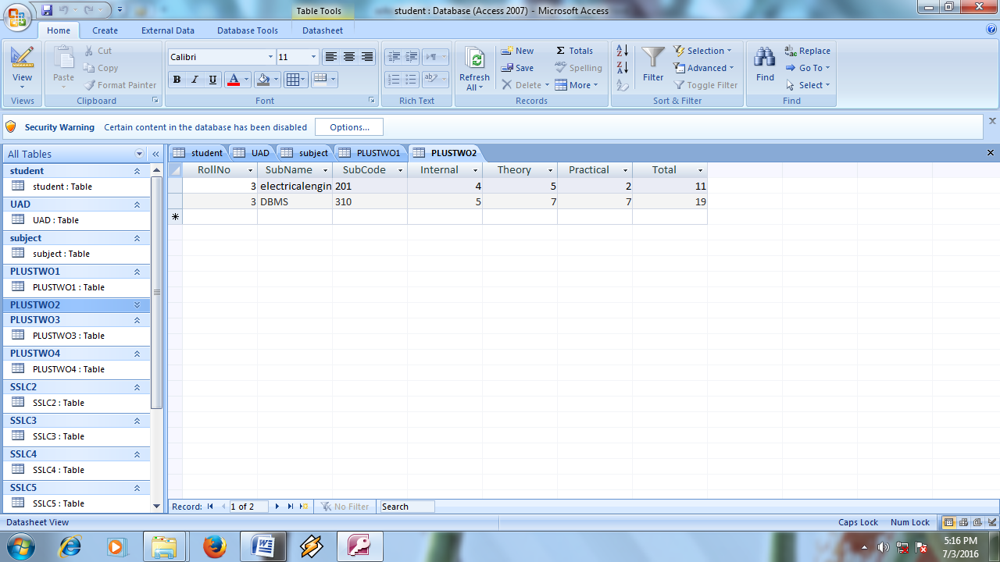 Table Tools
student : Database (Access 2007) - Microsoft Access
Home Create External Data Database Tools Datasheet
View
Views
Paste
Cut
Copy
Format Painter
Clipboard
Calibri 11
B I U A
Font
Rich Text
Refresh All
New
Save
Delete
Σ Totals
Spelling
More
Records
Filter
Selection
Advanced
Toggle Filter
Sort & Filter
Find
Replace
Go To
Select
Find
Security Warning Certain content in the database has been disabled Options...
All Tables
student
student : Table
UAD
UAD : Table
subject
subject : Table
PLUSTWO1
PLUSTWO1 : Table
PLUSTWO2
PLUSTWO3
PLUSTWO3 : Table
PLUSTWO4
PLUSTWO4 : Table
SSLC2
SSLC2 : Table
SSLC3
SSLC3 : Table
SSLC4
SSLC4 : Table
SSLC5
SSLC5 : Table
student UAD subject PLUSTWO1 PLUSTWO2
RollNo SubName SubCode Internal Theory Practical Total
3 electricalengin 201 4 5 2 11
3 DBMS 310 5 7 7 19
Record: 1 of 2 No Filter Search
Datasheet View
Caps Lock Num Lock
5:16 PM
7/3/2016